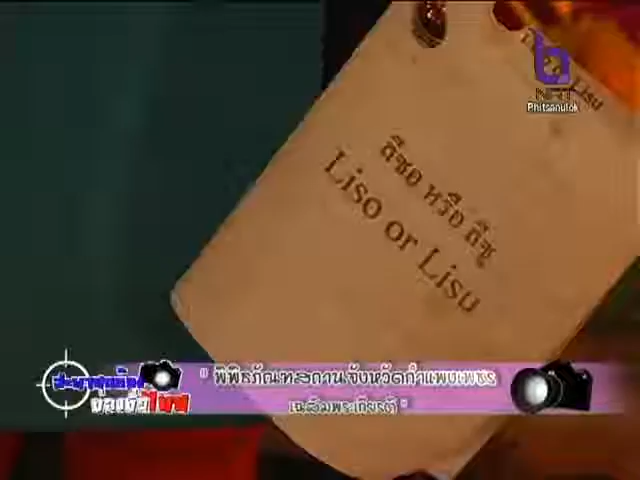 NBT
Phitsanulok
Lisu
ลีซอ หรือ ลีซู
Liso or Lisu
" พิพิธภัณฑสถานจังหวัดกำแพงเพชร
เฉลิมพระเกียรติ "